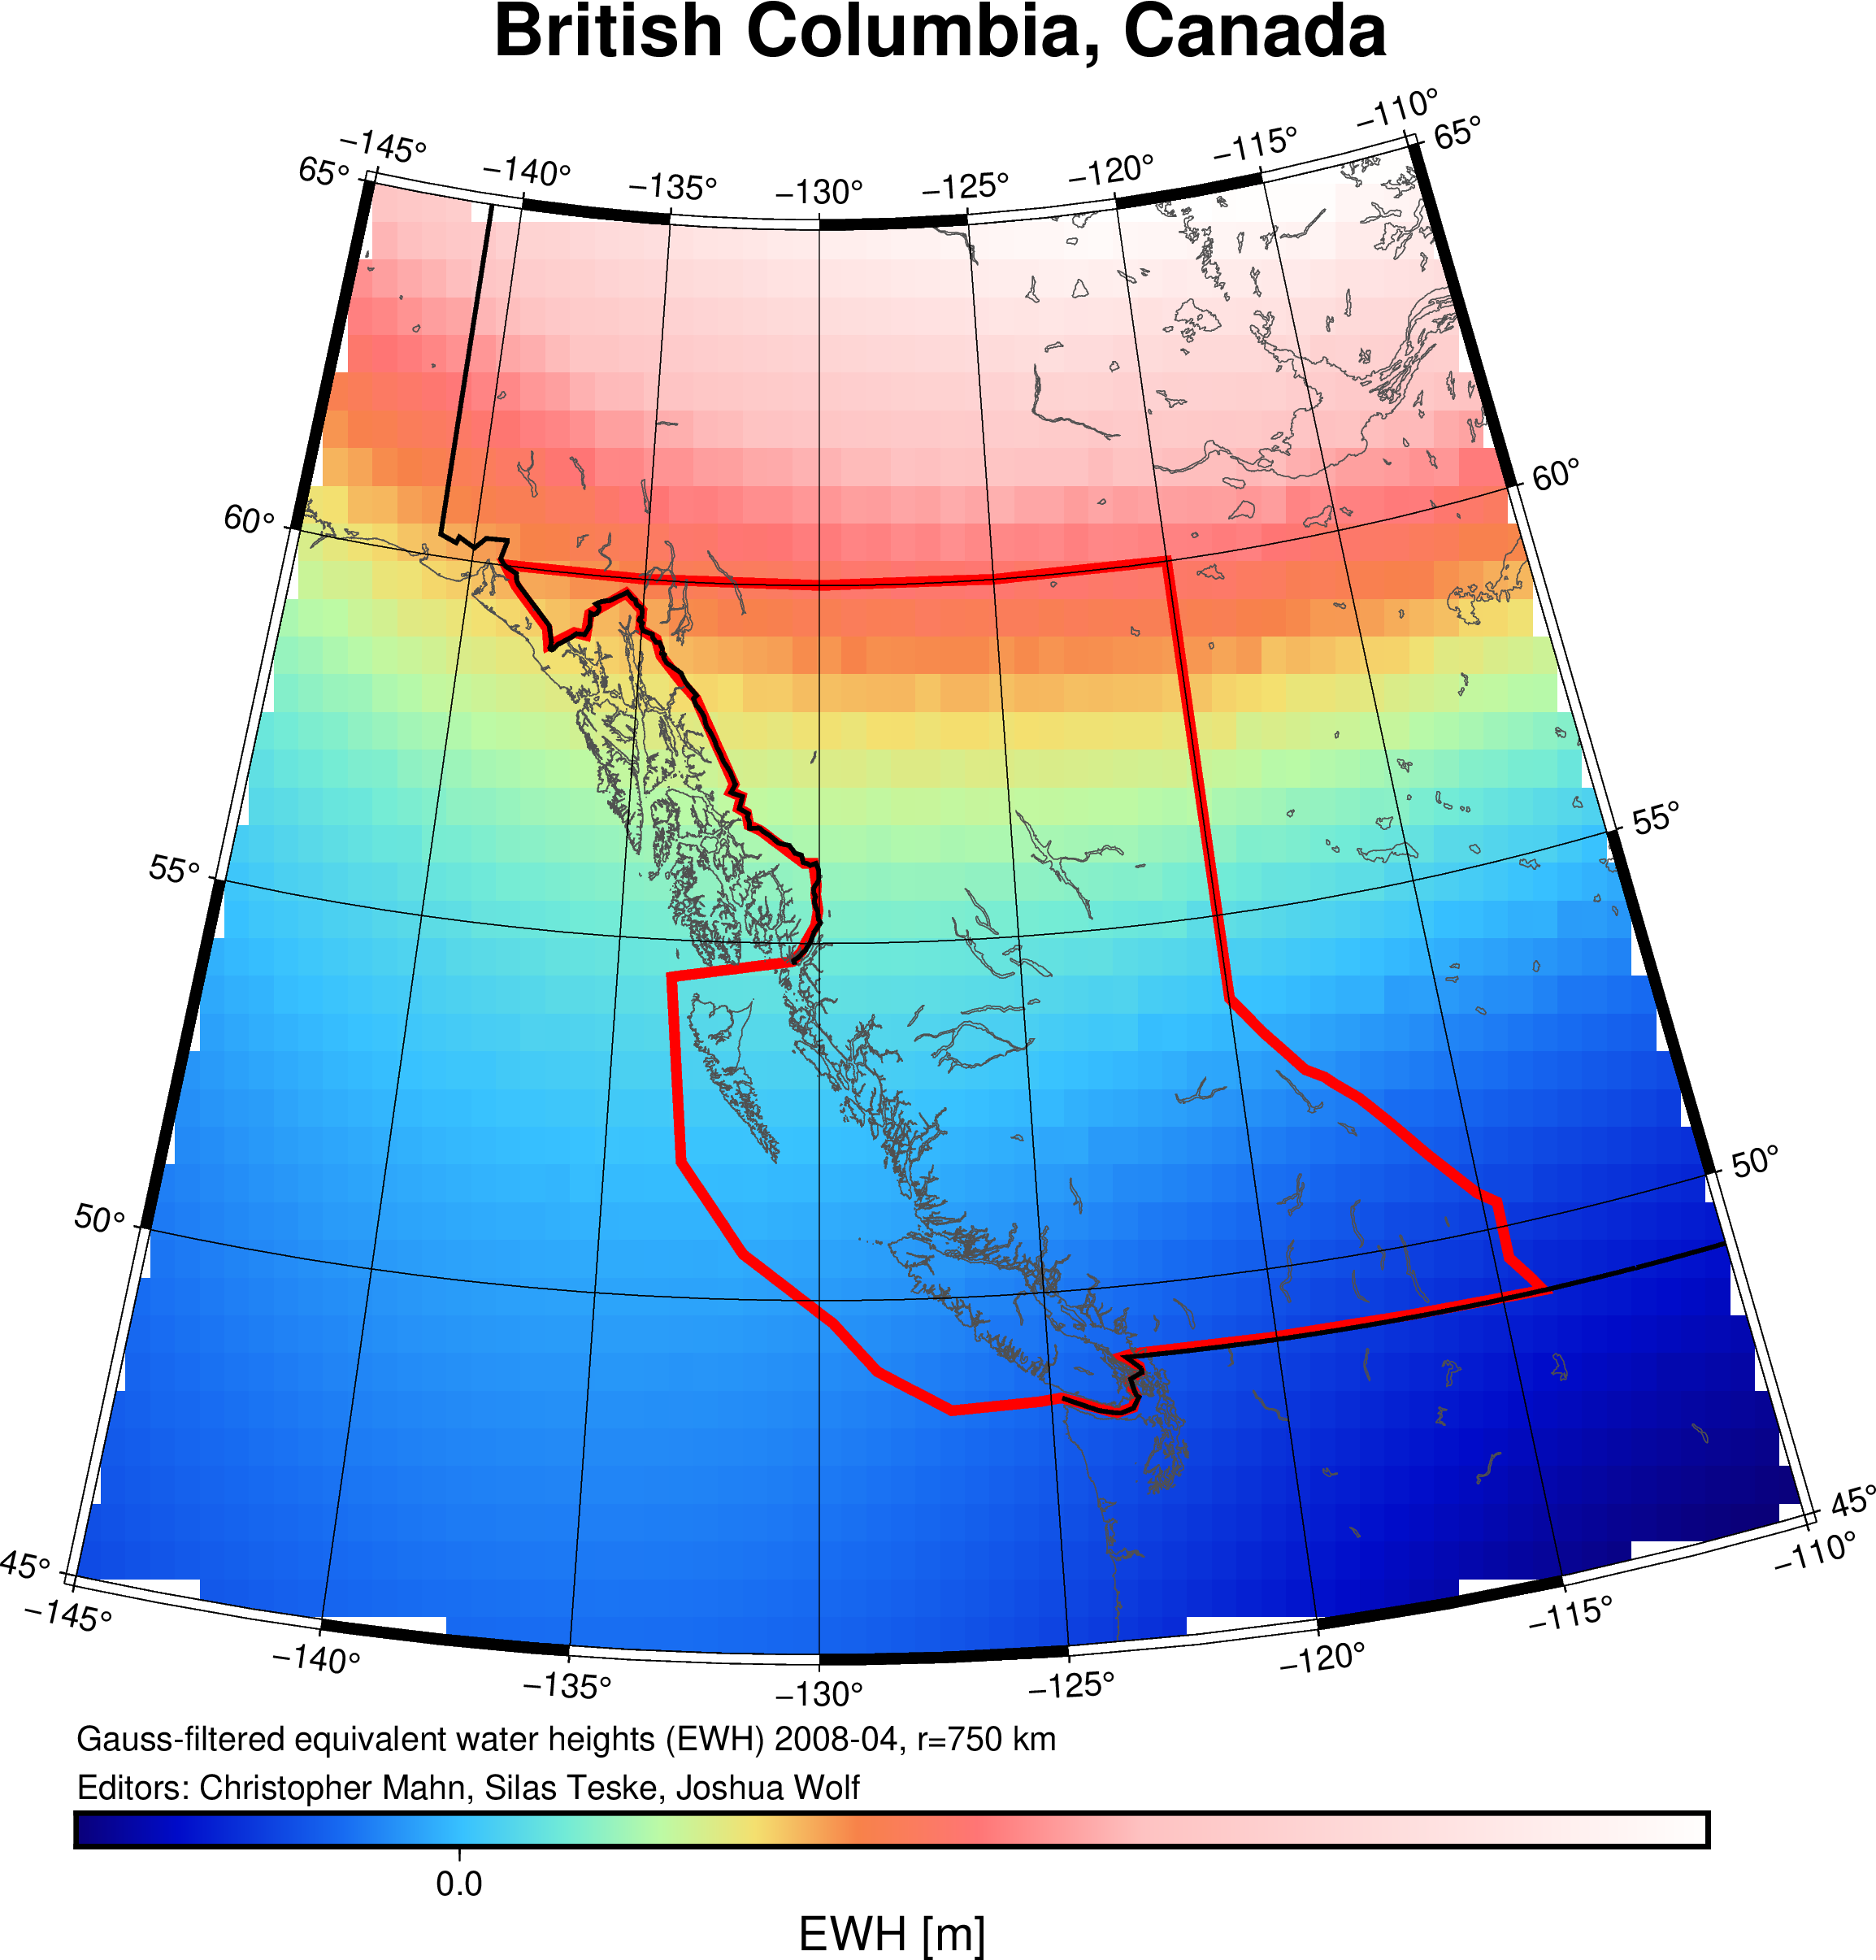 British Columbia, Canada
−145° −140° −135° −130° −125° −120° −115° −110°
65° 65°
60° 60°
55° 55°
50° 50°
45° 45°
−145° −140° −135° −130° −125° −120° −115° −110°
Gauss-filtered equivalent water heights (EWH) 2008-04, r=750 km
Editors: Christopher Mahn, Silas Teske, Joshua Wolf
0.0
EWH [m]